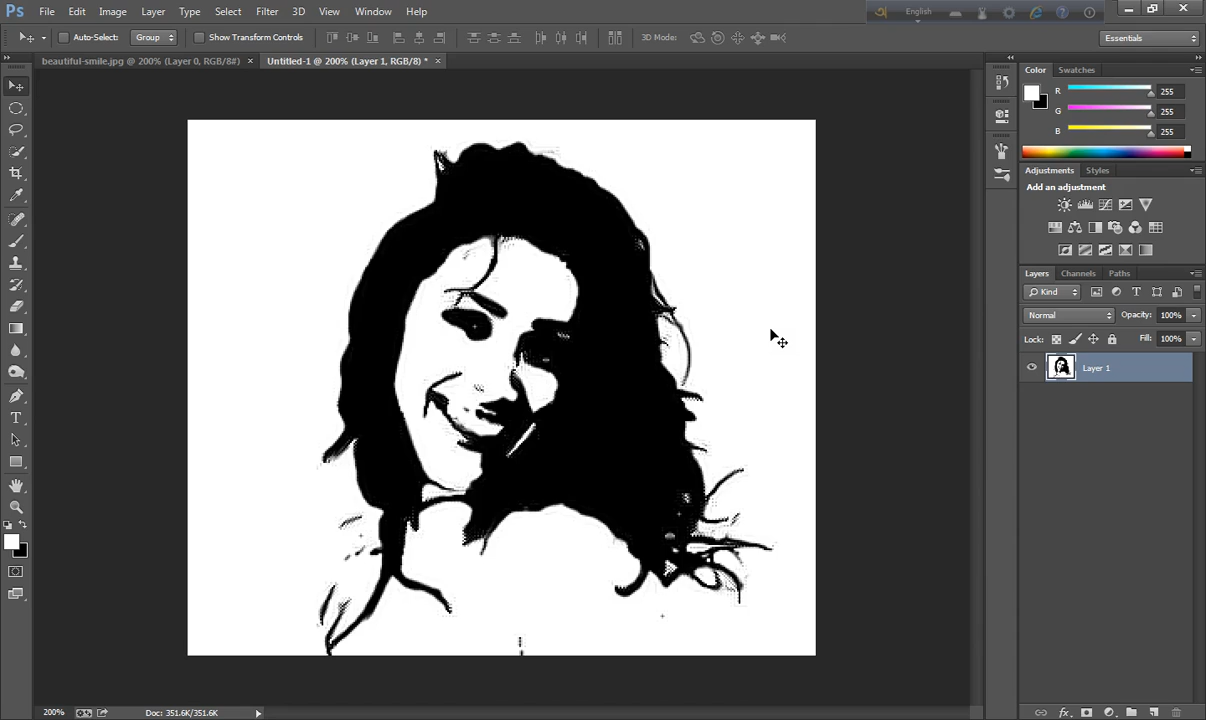 Ps File Edit Image Layer Type Select Filter 3D View Window Help
English
Auto-Select: Group Show Transform Controls 3D Mode: Essentials
beautiful-smile.jpg @ 200% (Layer 0, RGB/8#) × Untitled-1 @ 200% (Layer 1, RGB/8) * ×
Color Swatches
R 255
G 255
B 255
Adjustments Styles
Add an adjustment
Layers Channels Paths
Kind
Normal Opacity: 100%
Lock: Fill: 100%
Layer 1
T
200% Doc: 351.6K/351.6K
fx